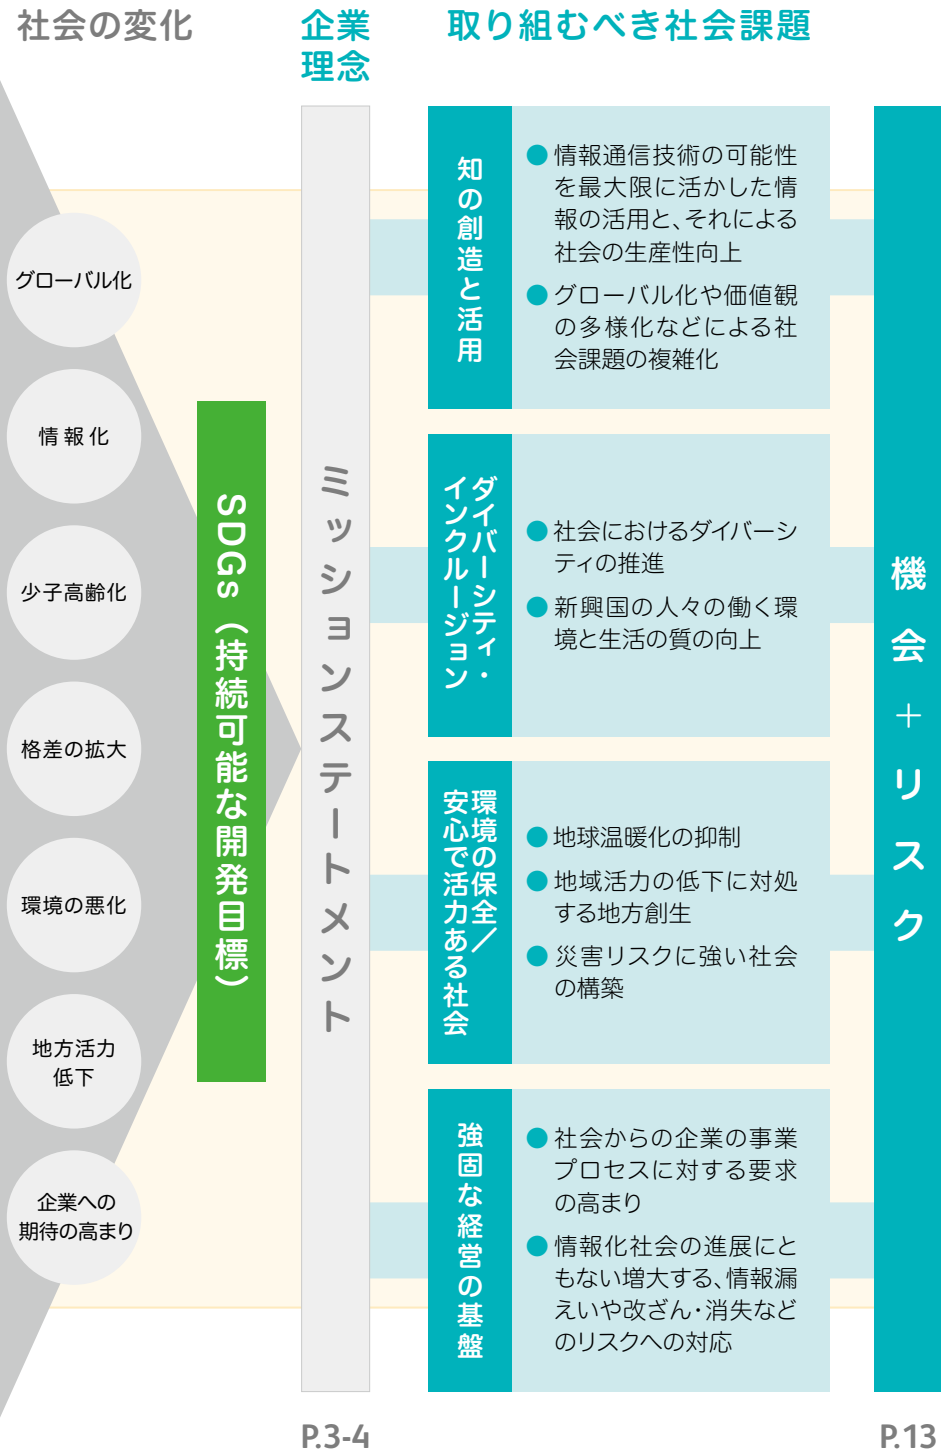 社会の変化
企業
理念
取り組むべき社会課題
グローバル化
情報化
少子高齢化
格差の拡大
環境の悪化
地方活力
低下
企業への
期待の高まり
SDGs（持続可能な開発目標）
ミッションステートメント
知の創造と活用
●情報通信技術の可能性
を最大限に活かした情
報の活用と、それによる
社会の生産性向上
●グローバル化や価値観
の多様化などによる社
会課題の複雑化
ダイバーシティ・
インクルージョン
●社会におけるダイバーシ
ティの推進
●新興国の人々の働く環
境と生活の質の向上
環境の保全／
安心で活力ある社会
●地球温暖化の抑制
●地域活力の低下に対処
する地方創生
●災害リスクに強い社会
の構築
強固な経営の基盤
●社会からの企業の事業
プロセスに対する要求
の高まり
●情報化社会の進展にと
もない増大する、情報漏
えいや改ざん・消失など
のリスクへの対応
機会＋リスク
P.3-4
P.13